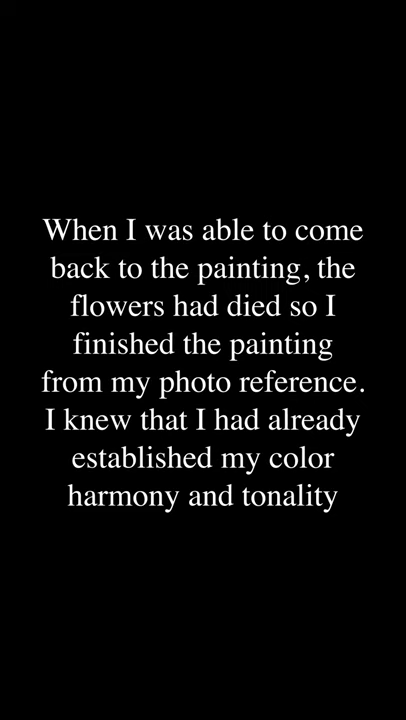 When I was able to come
back to the painting, the
flowers had died so I
finished the painting
from my photo reference.
I knew that I had already
established my color
harmony and tonality